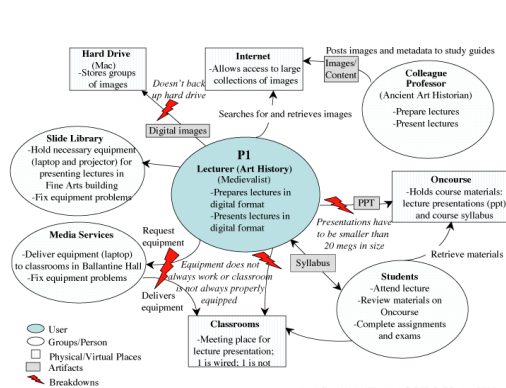 Hard Drive
(Mac)
-Stores groups
of images
Internet
-Allows access to large
collections of images
Posts images and metadata to study guides
Images/
Content
Colleague
Professor
(Ancient Art Historian)
-Prepare lectures
-Present lectures
Doesn't back
up hard drive
Digital images
Searches for and retrieves images
Slide Library
-Hold necessary equipment
(laptop and projector) for
presenting lectures in
Fine Arts building
-Fix equipment problems
P1
Lecturer (Art History)
(Medievalist)
-Prepares lectures in
digital format
-Presents lectures in
digital format
PPT
Oncourse
-Holds course materials:
lecture presentations (ppt)
and course syllabus
Presentations have
to be smaller than
20 megs in size
Media Services
-Deliver equipment (laptop)
to classrooms in Ballantine Hall
-Fix equipment problems
Request
equipment
Equipment does not
always work or classroom
is not always properly
equipped
Delivers
equipment
Syllabus
Retrieve materials
Students
-Attend lecture
-Review materials on
Oncourse
-Complete assignments
and exams
Classrooms
-Meeting place for
lecture presentation;
1 is wired; 1 is not
User
Groups/Person
Physical/Virtual Places
Artifacts
Breakdowns